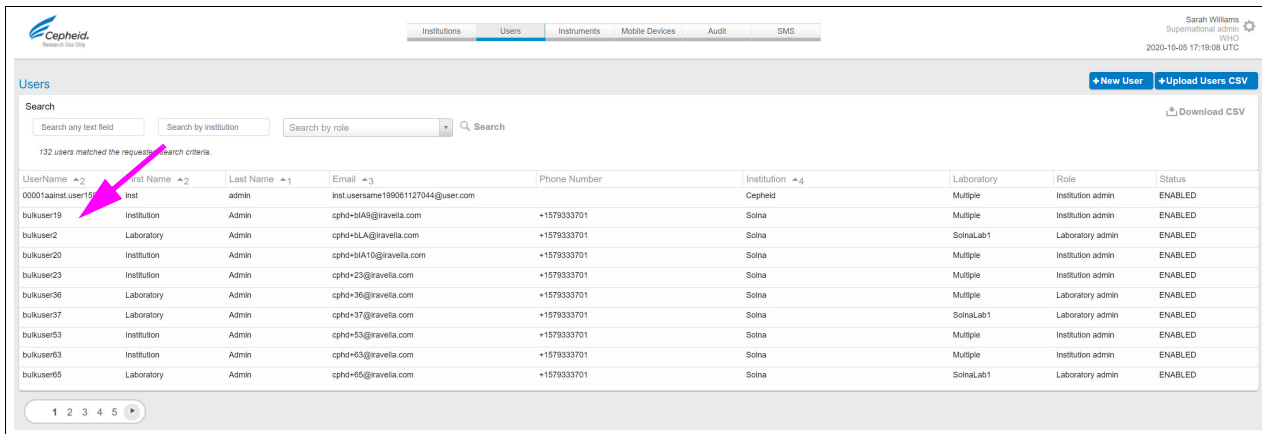 Cepheid.
Research Use Only
Institutions Users Instruments Mobile Devices Audit SMS
Sarah Williams
Supernational admin
WHO
2020-10-05 17:19:08 UTC
Users
+New User +Upload Users CSV
Search
Download CSV
Search any text field Search by institution Search by role Search
132 users matched the requested search criteria.
UserName 2 First Name 2 Last Name 1 Email 3 Phone Number Institution 4 Laboratory Role Status
00001aainst.user159 inst admin inst.usersame199061127044@user.com Cepheid Multiple Institution admin ENABLED
bulkuser19 Institution Admin cphd+bIA9@iravella.com +1579333701 Solna Multiple Institution admin ENABLED
bulkuser2 Laboratory Admin cphd+bLA@iravella.com +1579333701 Solna SolnaLab1 Laboratory admin ENABLED
bulkuser20 Institution Admin cphd+bIA10@iravella.com +1579333701 Solna Multiple Institution admin ENABLED
bulkuser23 Institution Admin cphd+23@iravella.com +1579333701 Solna Multiple Institution admin ENABLED
bulkuser36 Laboratory Admin cphd+36@iravella.com +1579333701 Solna Multiple Laboratory admin ENABLED
bulkuser37 Laboratory Admin cphd+37@iravella.com +1579333701 Solna SolnaLab1 Laboratory admin ENABLED
bulkuser53 Institution Admin cphd+53@iravella.com +1579333701 Solna Multiple Institution admin ENABLED
bulkuser63 Institution Admin cphd+63@iravella.com +1579333701 Solna Multiple Institution admin ENABLED
bulkuser65 Laboratory Admin cphd+65@iravella.com +1579333701 Solna SolnaLab1 Laboratory admin ENABLED
1 2 3 4 5